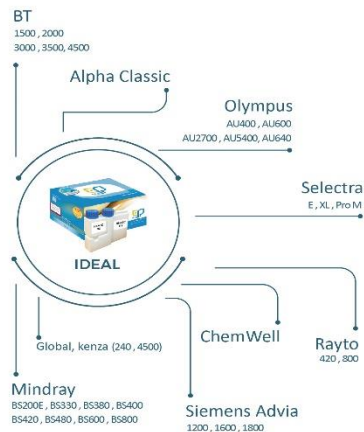 BT
1500 , 2000
3000 , 3500, 4500
Alpha Classic
Olympus
AU400 , AU600
AU2700 , AU5400, AU640
Selectra
E , XL , Pro M
IDEAL
ChemWell
Rayto
420 , 800
Global, kenza (240 , 4500)
Mindray
BS200E , BS330 , BS380 , BS400
BS420 , BS480 , BS600 , BS800
Siemens Advia
1200 , 1600 , 1800